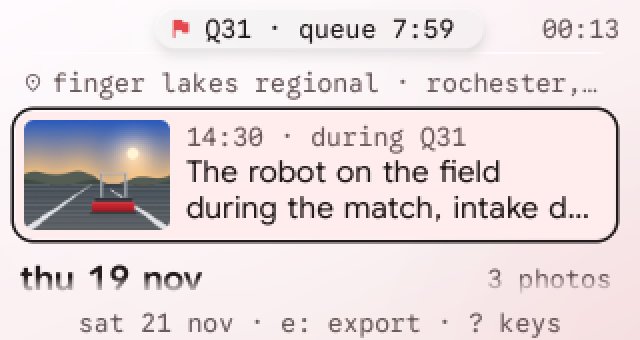 Q31 · queue 7:59
00:13
finger lakes regional · rochester,…
14:30 · during Q31
The robot on the field
during the match, intake d…
thu 19 nov
3 photos
sat 21 nov · e: export · ? keys